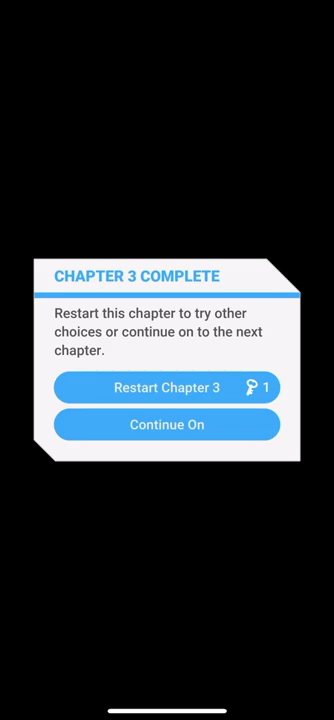 CHAPTER 3 COMPLETE
Restart this chapter to try other
choices or continue on to the next
chapter.
Restart Chapter 3 1
Continue On